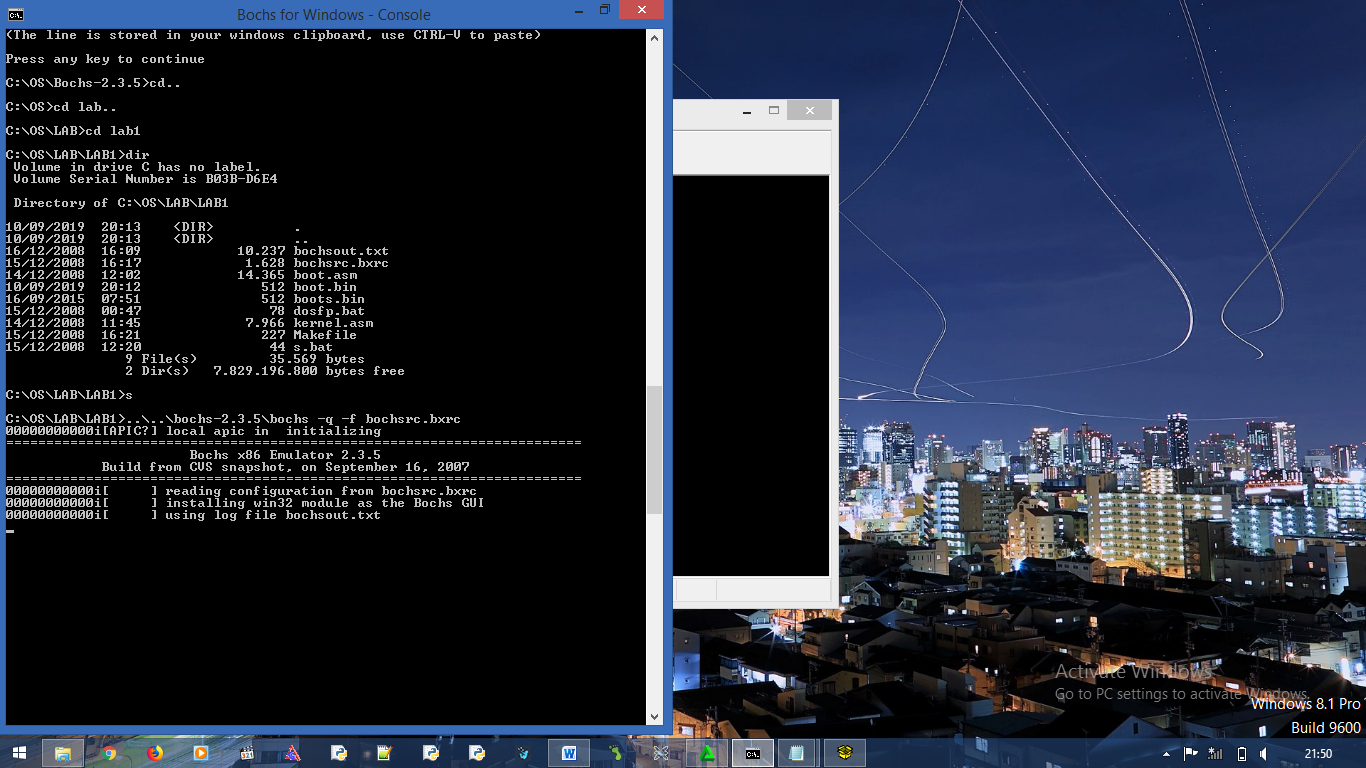 Bochs for Windows - Console
(The line is stored in your windows clipboard, use CTRL-V to paste)
Press any key to continue
C:\OS\Bochs-2.3.5>cd..
C:\OS>cd lab..
C:\OS\LAB>cd lab1
C:\OS\LAB\LAB1>dir
 Volume in drive C has no label.
 Volume Serial Number is B03B-D6E4
 Directory of C:\OS\LAB\LAB1
10/09/2019  20:13    <DIR>          .
10/09/2019  20:13    <DIR>          ..
16/12/2008  16:09            10.237 bochsout.txt
15/12/2008  16:17             1.628 bochsrc.bxrc
14/12/2008  12:02            14.365 boot.asm
10/09/2019  20:12               512 boot.bin
16/09/2015  07:51               512 boots.bin
15/12/2008  00:47                78 dosfp.bat
14/12/2008  11:45             7.966 kernel.asm
15/12/2008  16:21               227 Makefile
15/12/2008  12:20                44 s.bat
               9 File(s)         35.569 bytes
               2 Dir(s)   7.829.196.800 bytes free
C:\OS\LAB\LAB1>s
C:\OS\LAB\LAB1>..\..\bochs-2.3.5\bochs -q -f bochsrc.bxrc
00000000000i[APIC?] local apic in  initializing
========================================================================
Bochs x86 Emulator 2.3.5
Build from CVS snapshot, on September 16, 2007
========================================================================
00000000000i[     ] reading configuration from bochsrc.bxrc
00000000000i[     ] installing win32 module as the Bochs GUI
00000000000i[     ] using log file bochsout.txt
Activate Windows
Go to PC settings to activate Windows.
Windows 8.1 Pro
Build 9600
21:50